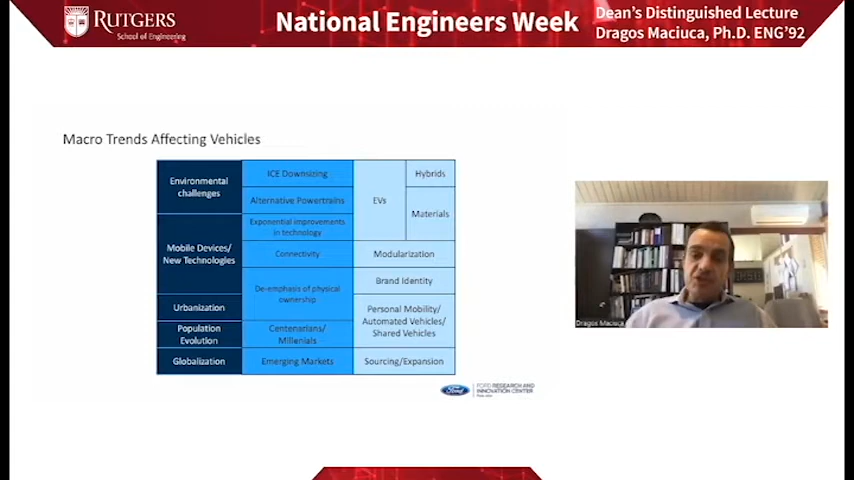 RUTGERS
School of Engineering
National Engineers Week
Dean's Distinguished Lecture
Dragos Maciuca, Ph.D. ENG'92
Macro Trends Affecting Vehicles
Environmental
challenges
ICE Downsizing
Alternative Powertrains
EVs
Hybrids
Materials
Mobile Devices/
New Technologies
Exponential improvements
in technology
Connectivity
Modularization
De-emphasis of physical
ownership
Brand Identity
Urbanization
Personal Mobility/
Automated Vehicles/
Shared Vehicles
Population
Evolution
Centenarians/
Millenials
Globalization
Emerging Markets
Sourcing/Expansion
Ford
FORD RESEARCH AND
INNOVATION CENTER
Dragos Maciuca